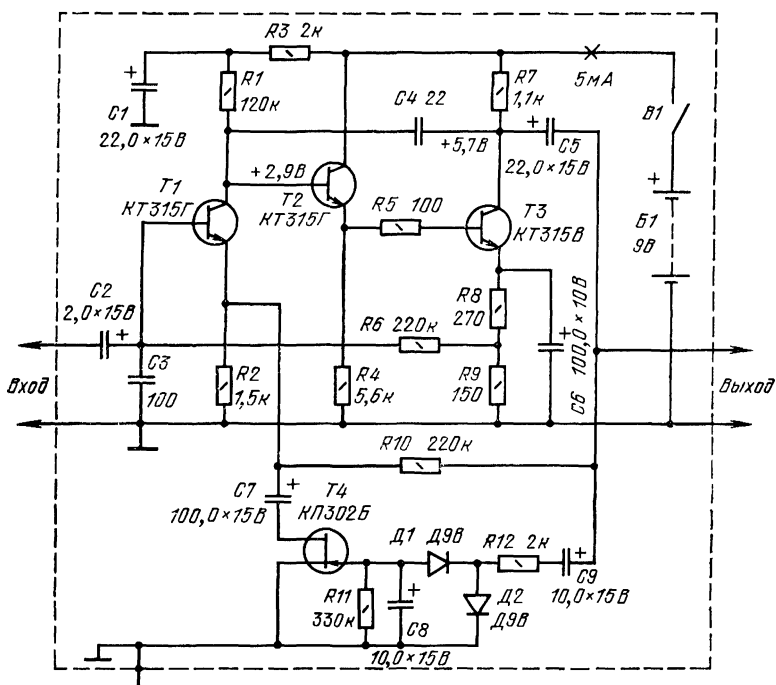 R3 2к
R1
120к
C1
22,0×15В
C4 22
R7
1,1к
5мА
В1
+5,7В
C5
22,0×15В
+2,9В
T1
КТ315Г
T2
КТ315Г
R5 100
T3
КТ315В
Б1
9В
C2
2,0×15В
R6 220к
R8
270
C6 100,0×10В
Вход
C3
100
R2
1,5к
R4
5,6к
R9
150
Выход
R10 220к
C7
100,0×15В
T4
КП302Б
Д1 Д9В
R12 2к
C9
10,0×15В
R11
330к
C8
10,0×15В
Д2
Д9В